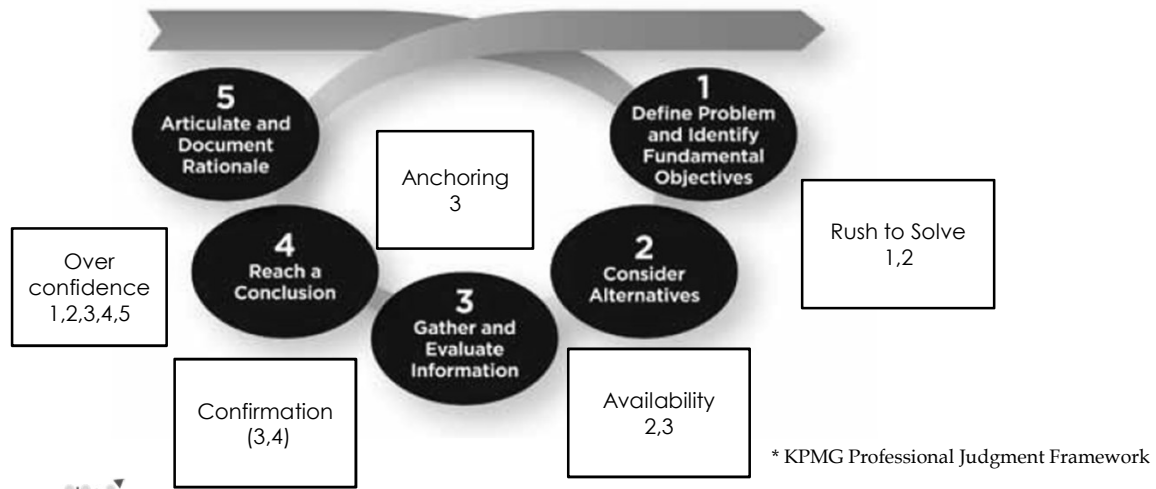 5
Articulate and
Document
Rationale
1
Define Problem
and Identify
Fundamental
Objectives
Anchoring
3
Rush to Solve
1,2
Over
confidence
1,2,3,4,5
4
Reach a
Conclusion
2
Consider
Alternatives
3
Gather and
Evaluate
Information
Confirmation
(3,4)
Availability
2,3
* KPMG Professional Judgment Framework